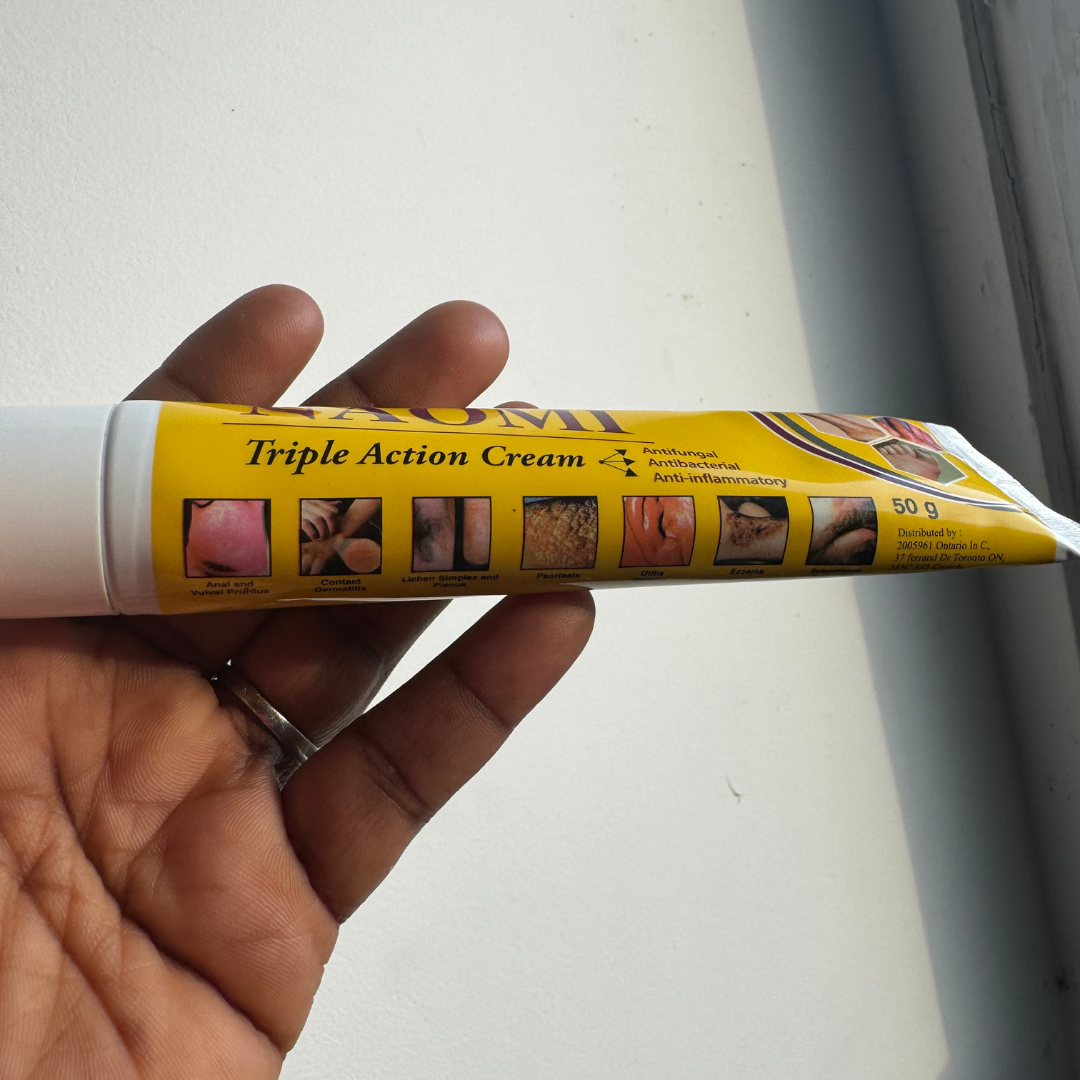 NAOMI
Triple Action Cream
Antifungal
Antibacterial
Anti-inflammatory
Anal and
Vulval Pruritus
Contact
Dermatitis
Lichen Simplex and
Planus
Psoriasis
Otitis
Eczema
50 g
Distributed by :
2005961 Ontario In C,
37 ferrand Dr Toronto ON,